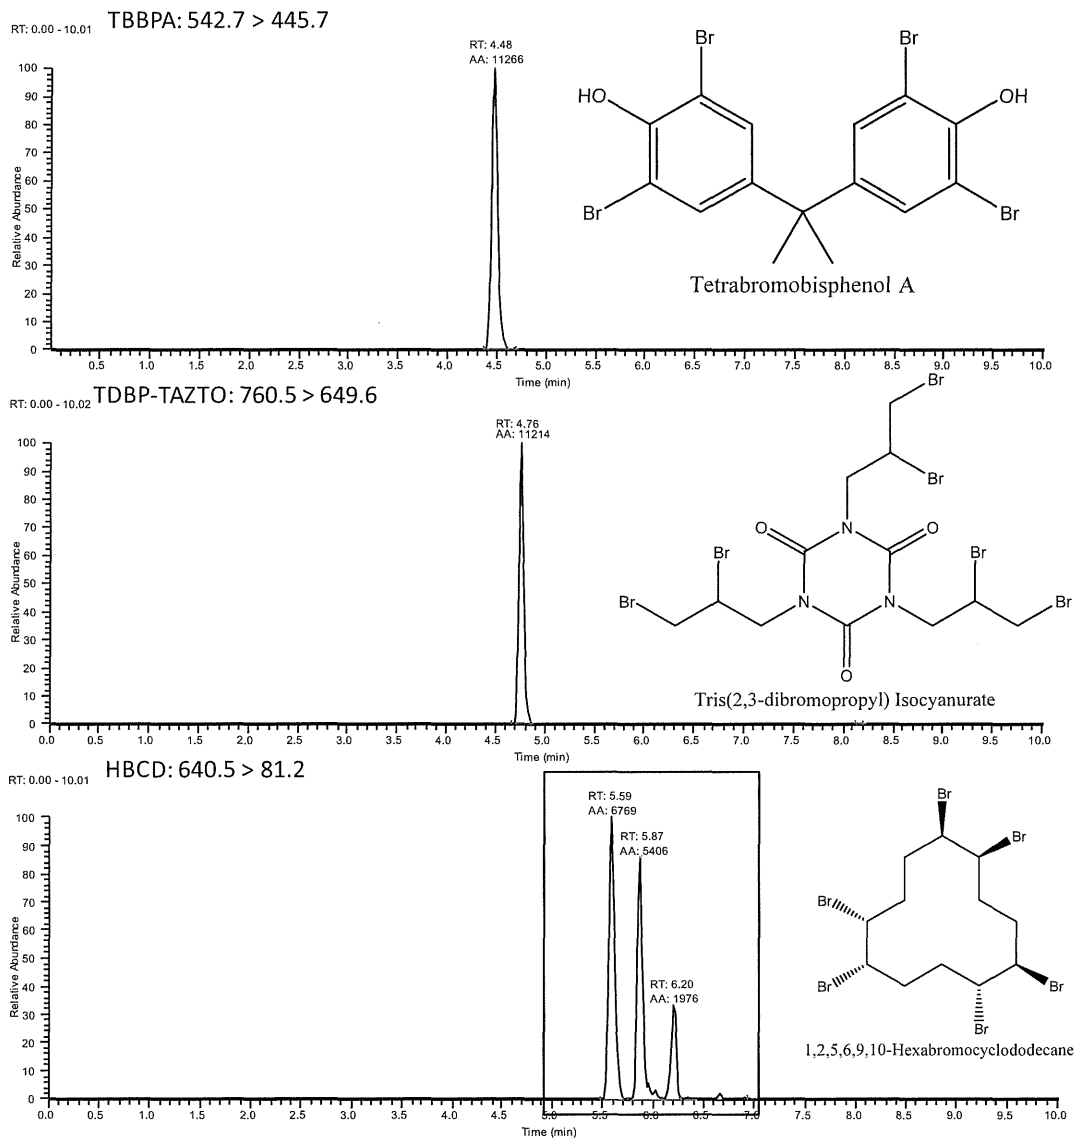 TBBPA: 542.7 > 445.7
RT: 0.00 - 10.01
RT: 4.48
AA: 11266
100
90
80
70
60
50
40
30
20
10
0
Relative Abundance
0.5 1.0 1.5 2.0 2.5 3.0 3.5 4.0 4.5 5.0 5.5 6.0 6.5 7.0 7.5 8.0 8.5 9.0 9.5 10.0
Time (min)
Br
Br
HO
OH
Br
Br
Tetrabromobisphenol A
TDBP-TAZTO: 760.5 > 649.6
RT: 0.00 - 10.02
RT: 4.76
AA: 11214
100
90
80
70
60
50
40
30
20
10
0
Relative Abundance
0.0 0.5 1.0 1.5 2.0 2.5 3.0 3.5 4.0 4.5 5.0 5.5 6.0 6.5 7.0 7.5 8.0 8.5 9.0 9.5 10.0
Time (min)
Br
Br
O
N
O
Br
Br
Br
N
N
Br
O
Tris(2,3-dibromopropyl) Isocyanurate
HBCD: 640.5 > 81.2
RT: 0.00 - 10.01
RT: 5.59
AA: 6769
RT: 5.87
AA: 5406
RT: 6.20
AA: 1976
100
90
80
70
60
50
40
30
20
10
0
Relative Abundance
0.0 0.5 1.0 1.5 2.0 2.5 3.0 3.5 4.0 4.5 5.0 5.5 6.0 6.5 7.0 7.5 8.0 8.5 9.0 9.5 10.0
Time (min)
Br
Br
Br
Br
Br
Br
1,2,5,6,9,10-Hexabromocyclododecane